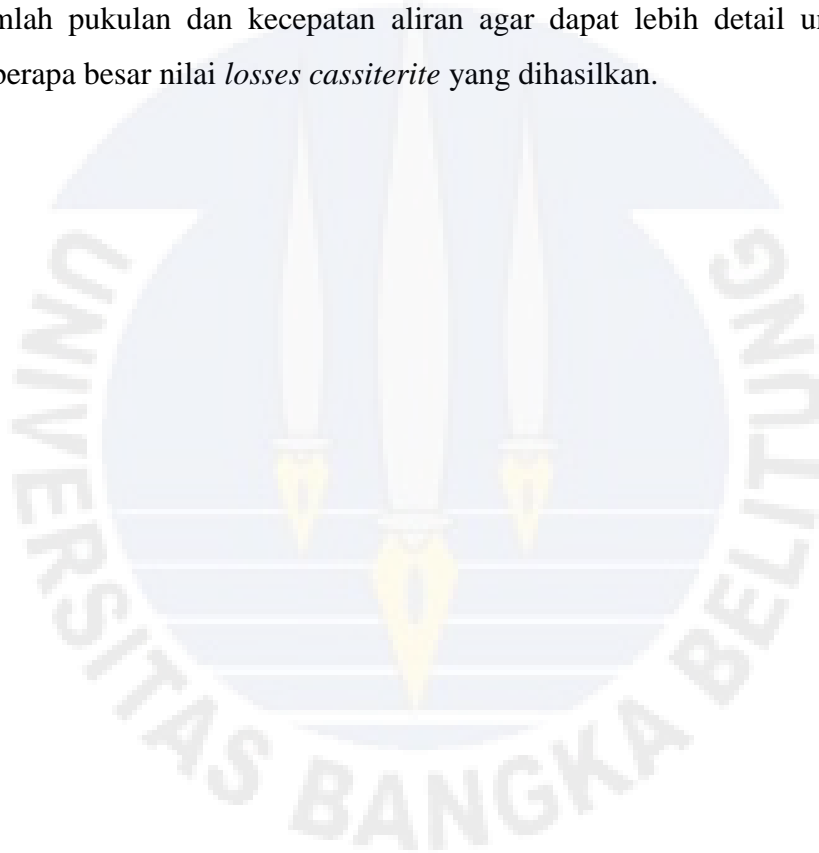 mlah pukulan dan kecepatan aliran agar dapat lebih detail
berapa besar nilai losses cassiterite yang dihasilkan.
UNIVERSITAS BANGKA BELITUNG